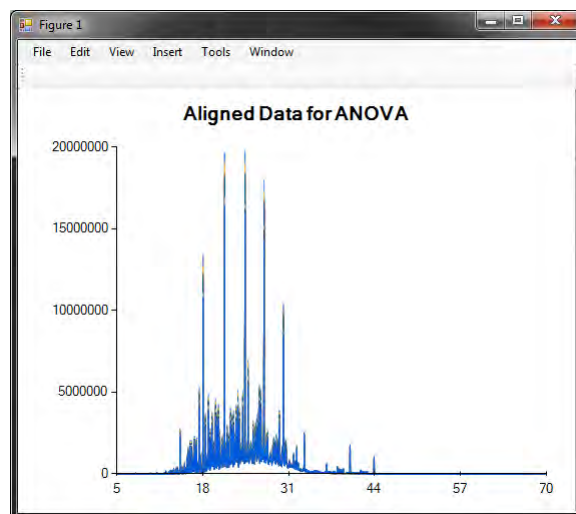 Figure 1
File Edit View Insert Tools Window
Aligned Data for ANOVA
20000000
15000000
10000000
5000000
0
5 18 31 44 57 70